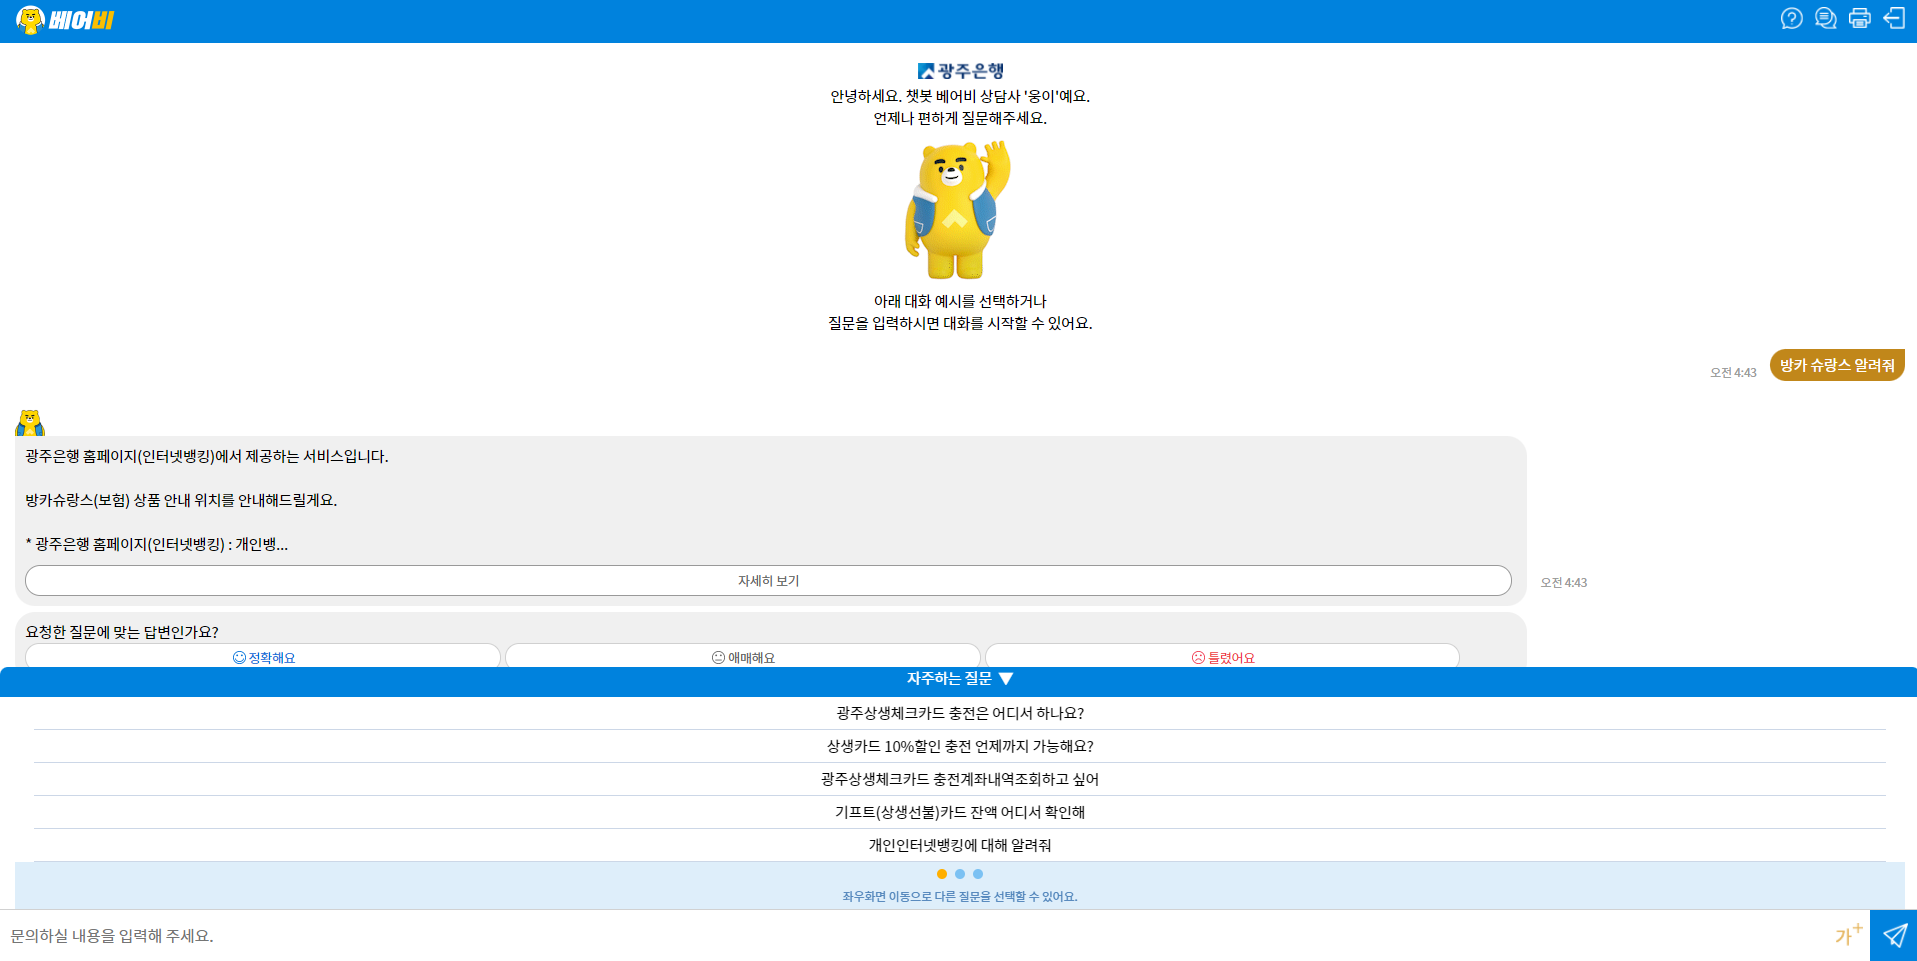 베어비
광주은행
안녕하세요. 챗봇 베어비 상담사 '웅이'예요.
언제나 편하게 질문해주세요.
아래 대화 예시를 선택하거나
질문을 입력하시면 대화를 시작할 수 있어요.
오전 4:43
방카 슈랑스 알려줘
광주은행 홈페이지(인터넷뱅킹)에서 제공하는 서비스입니다.
방카슈랑스(보험) 상품 안내 위치를 안내해드릴게요.
* 광주은행 홈페이지(인터넷뱅킹) : 개인뱅...
자세히 보기
오전 4:43
요청한 질문에 맞는 답변인가요?
정확해요
애매해요
틀렸어요
자주하는 질문 ▼
광주상생체크카드 충전은 어디서 하나요?
상생카드 10%할인 충전 언제까지 가능해요?
광주상생체크카드 충전계좌내역조회하고 싶어
기프트(상생선불)카드 잔액 어디서 확인해
개인인터넷뱅킹에 대해 알려줘
좌우화면 이동으로 다른 질문을 선택할 수 있어요.
문의하실 내용을 입력해 주세요.
가+